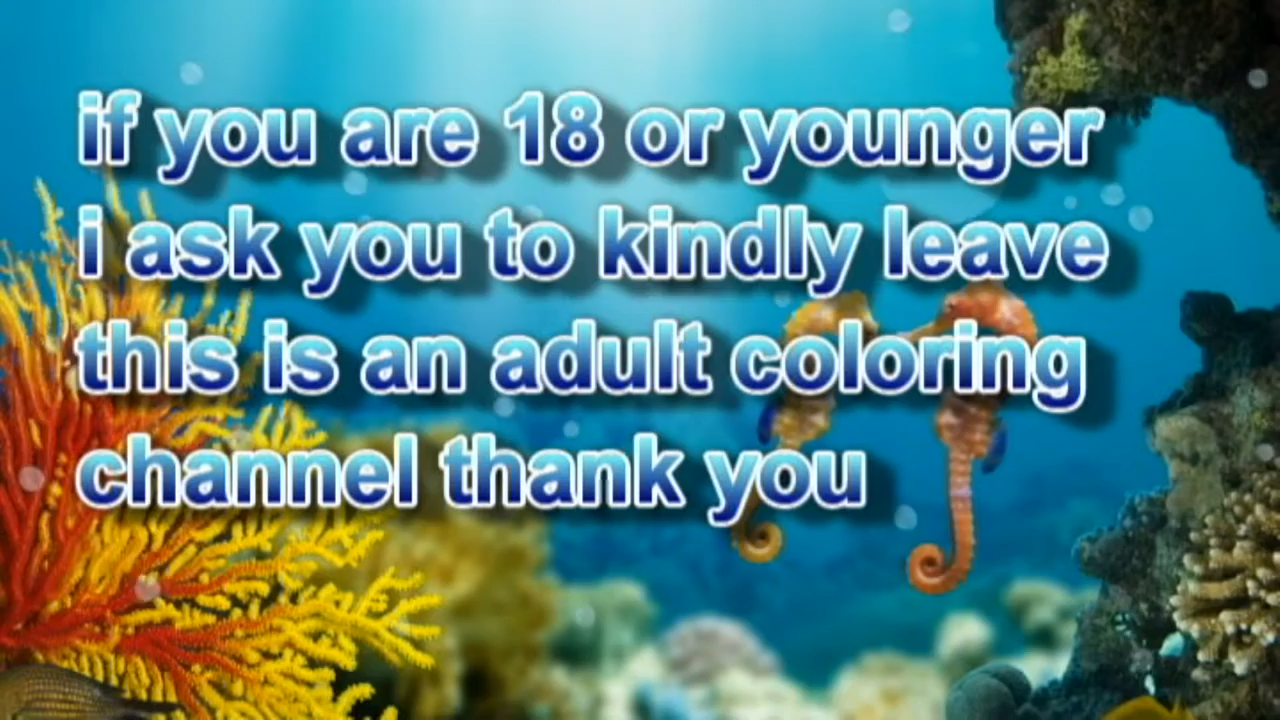 if you are 18 or younger
i ask you to kindly leave
this is an adult coloring
channel thank you